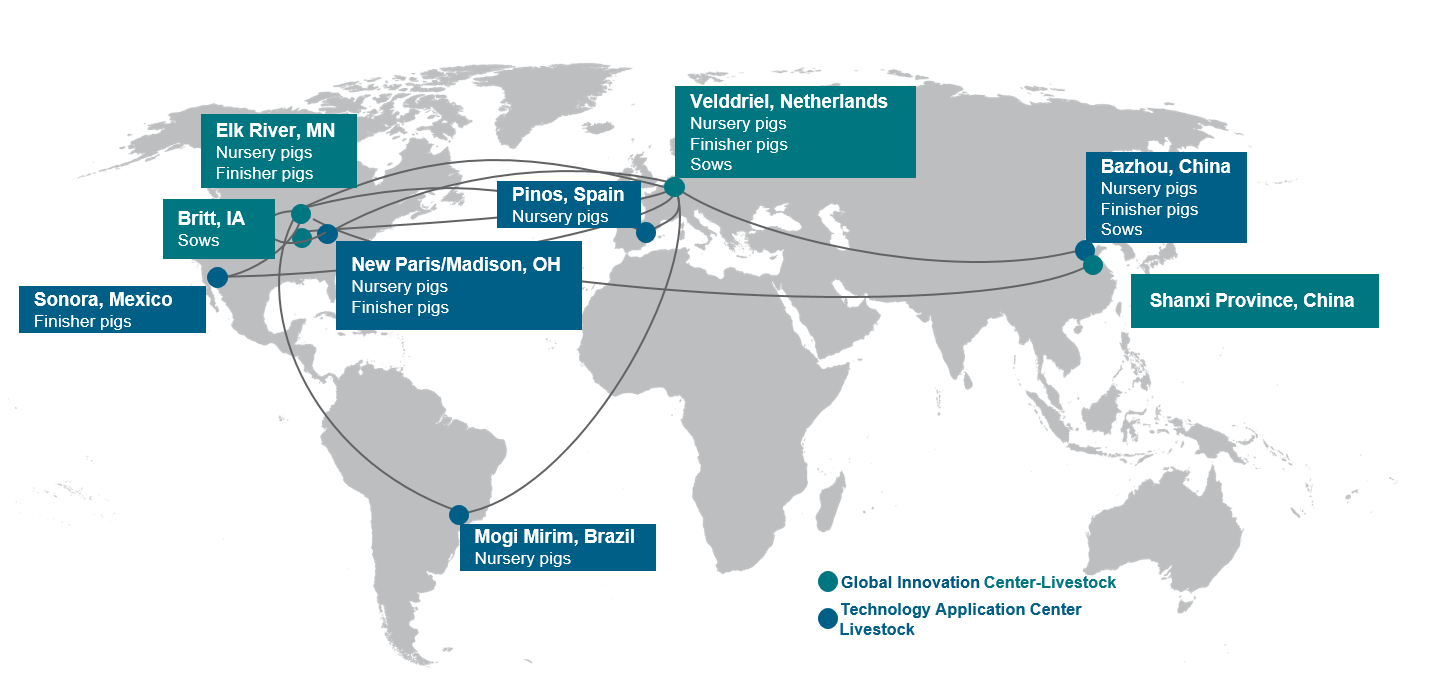 Elk River, MN
Nursery pigs
Finisher pigs
Britt, IA
Sows
Sonora, Mexico
Finisher pigs
New Paris/Madison, OH
Nursery pigs
Finisher pigs
Pinos, Spain
Nursery pigs
Velddriel, Netherlands
Nursery pigs
Finisher pigs
Sows
Bazhou, China
Nursery pigs
Finisher pigs
Sows
Shanxi Province, China
Mogi Mirim, Brazil
Nursery pigs
Global Innovation Center-Livestock
Technology Application Center
Livestock